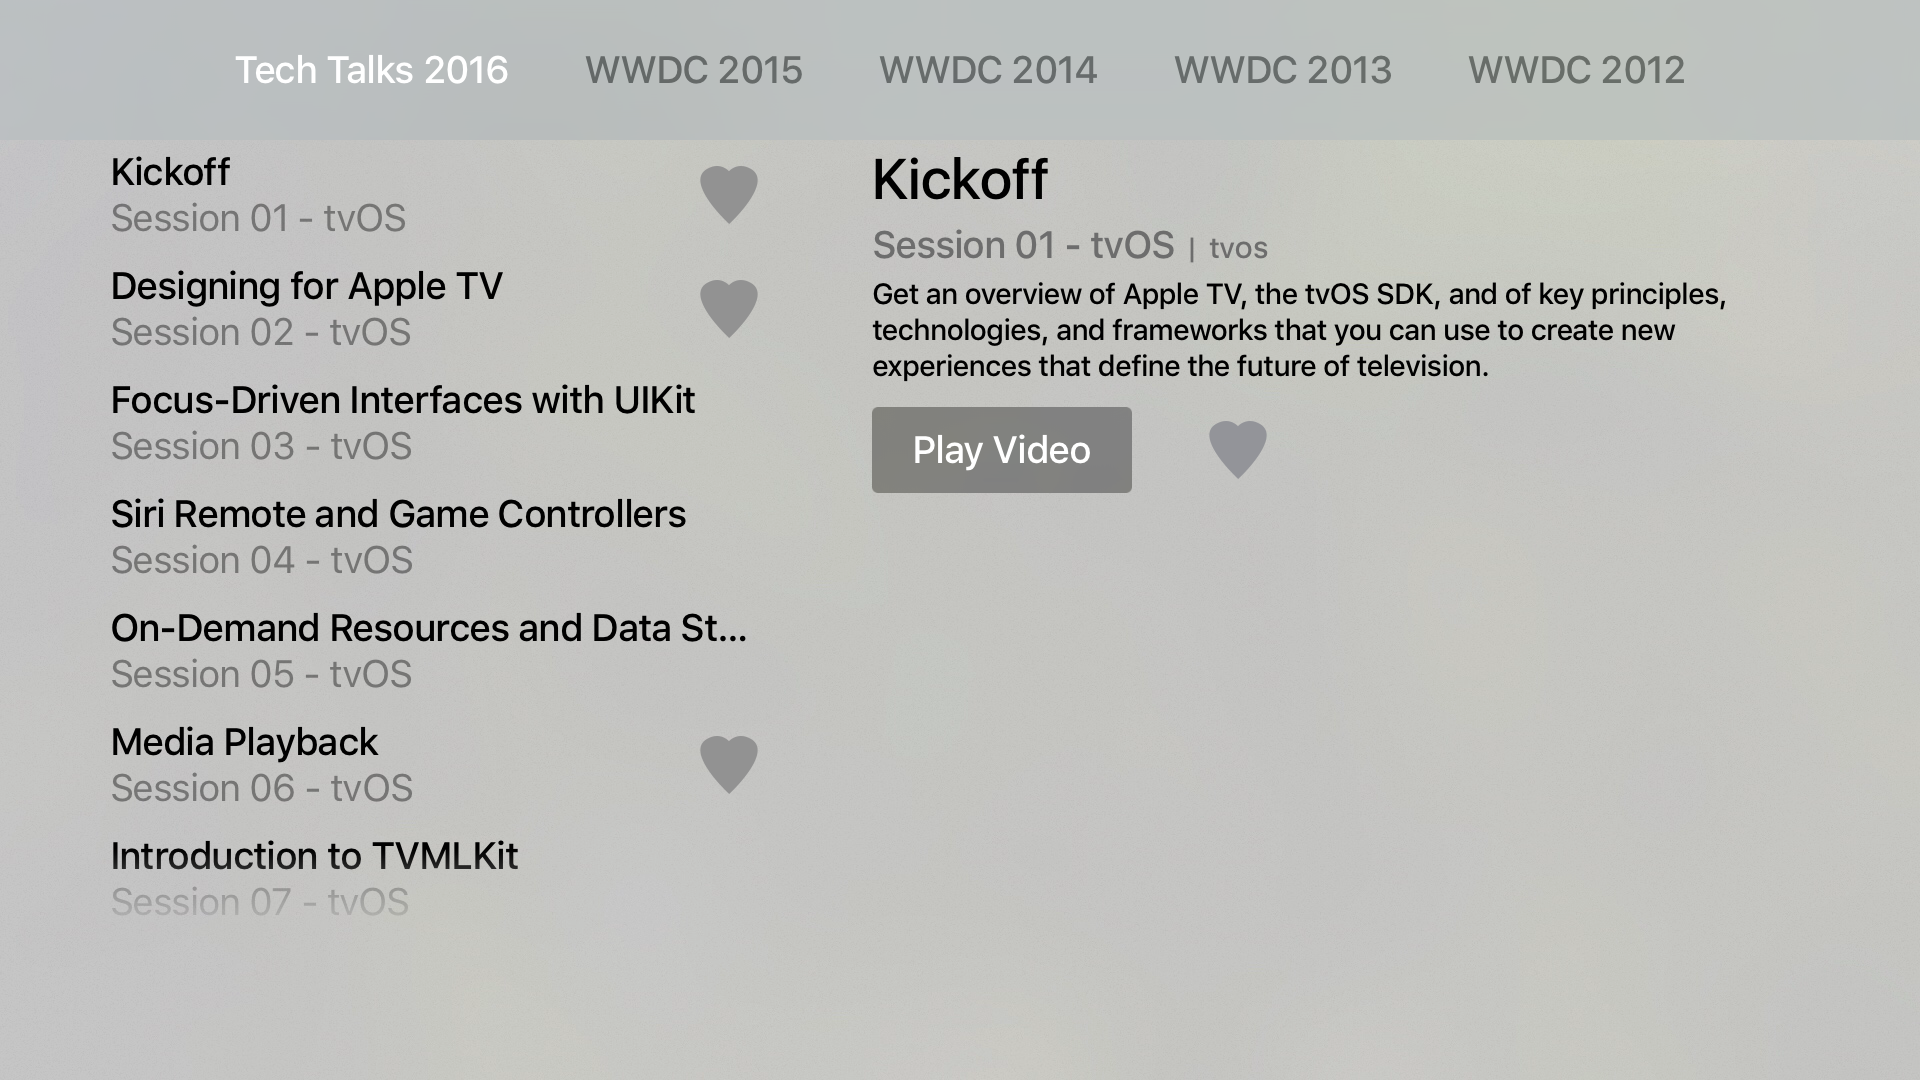 Tech Talks 2016
WWDC 2015
WWDC 2014
WWDC 2013
WWDC 2012
Kickoff
Session 01 - tvOS
Designing for Apple TV
Session 02 - tvOS
Focus-Driven Interfaces with UIKit
Session 03 - tvOS
Siri Remote and Game Controllers
Session 04 - tvOS
On-Demand Resources and Data St...
Session 05 - tvOS
Media Playback
Session 06 - tvOS
Introduction to TVMLKit
Session 07 - tvOS
Kickoff
Session 01 - tvOS | tvos
Get an overview of Apple TV, the tvOS SDK, and of key principles,
technologies, and frameworks that you can use to create new
experiences that define the future of television.
Play Video